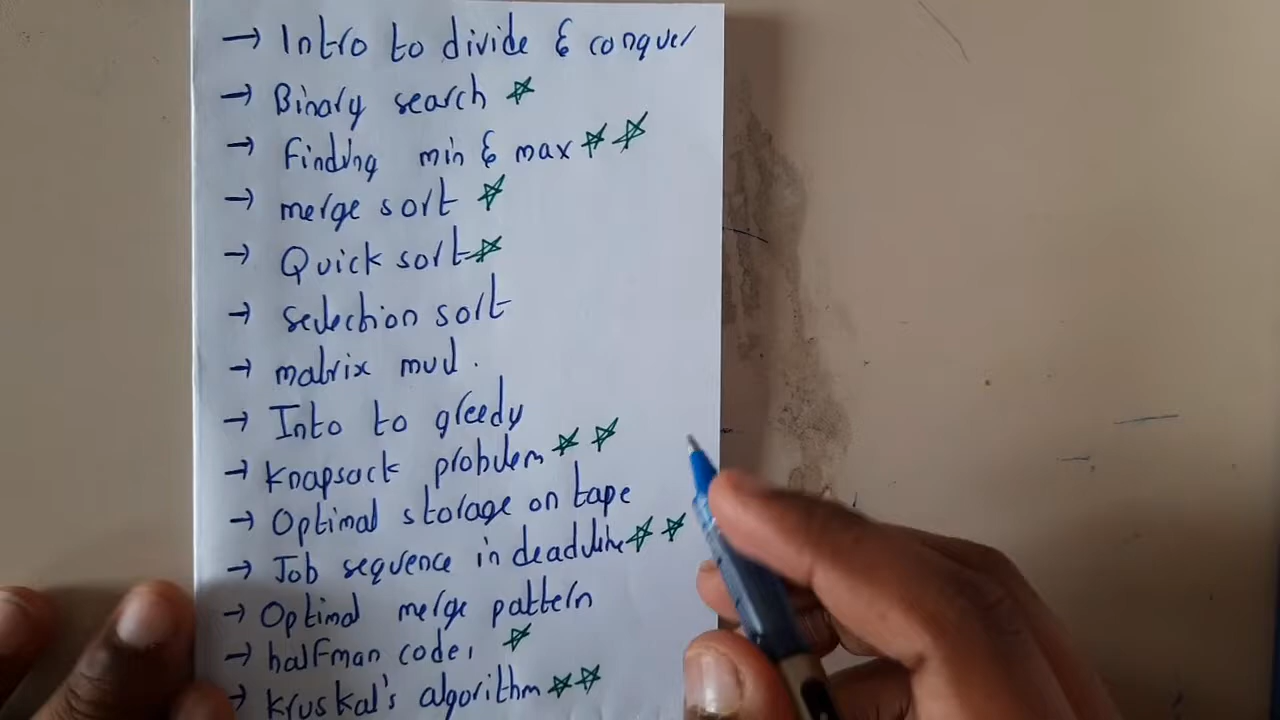 → Intro to divide & conquer
→ Binary search ☆
→ Finding min & max ☆ ☆
→ merge sort ☆
→ Quick sort ☆
→ selection sort
→ matrix mul.
→ Into to greedy
→ Knapsack problem ☆ ☆
→ Optimal storage on tape
→ Job sequence in deadline ☆ ☆
→ Optimal merge pattern
→ halfman code, ☆
→ Kruskal's algorithm ☆ ☆